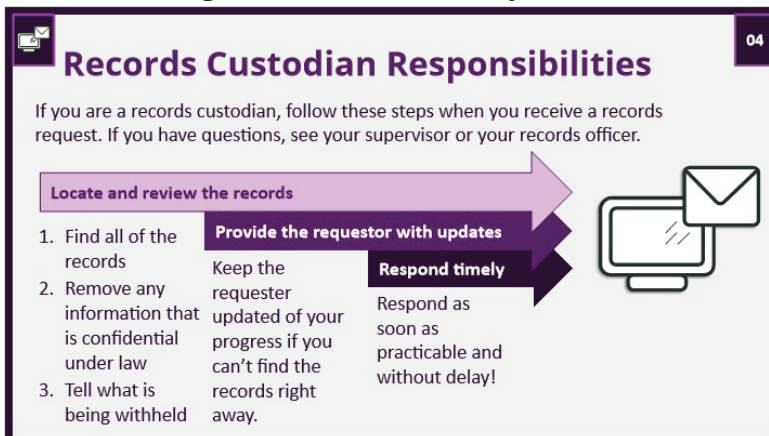 04
Records Custodian Responsibilities
If you are a records custodian, follow these steps when you receive a records
request. If you have questions, see your supervisor or your records officer.
Locate and review the records
1. Find all of the
records
2. Remove any
information that
is confidential
under law
3. Tell what is
being withheld
Provide the requestor with updates
Keep the
requester
updated of your
progress if you
can't find the
records right
away.
Respond timely
Respond as
soon as
practicable and
without delay!